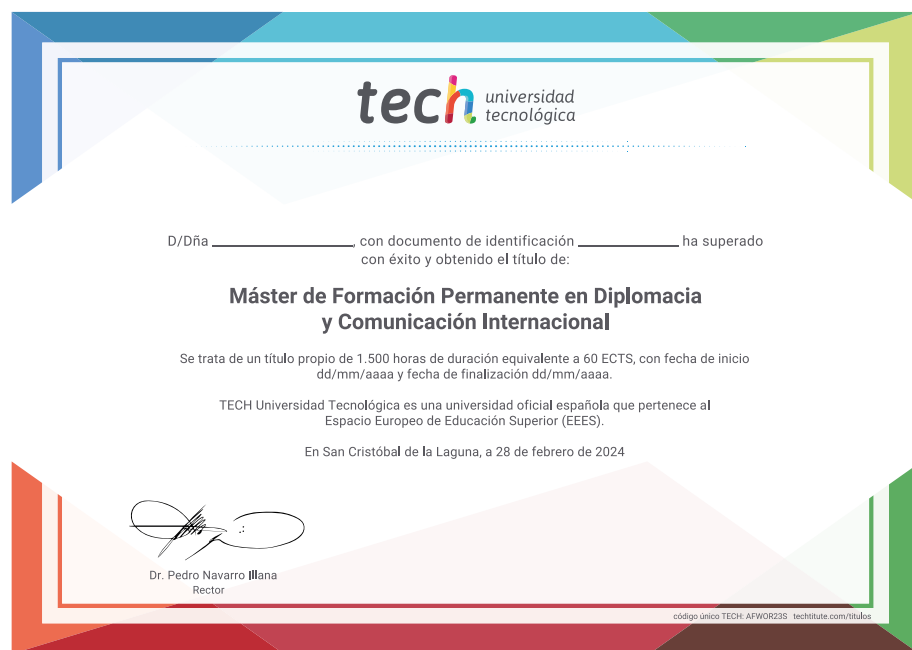 tech universidad
tecnológica
D/Dña ________________, con documento de identificación ____________ ha superado
con éxito y obtenido el título de:
Máster de Formación Permanente en Diplomacia
y Comunicación Internacional
Se trata de un título propio de 1.500 horas de duración equivalente a 60 ECTS, con fecha de inicio
dd/mm/aaaa y fecha de finalización dd/mm/aaaa.
TECH Universidad Tecnológica es una universidad oficial española que pertenece al
Espacio Europeo de Educación Superior (EEES).
En San Cristóbal de la Laguna, a 28 de febrero de 2024
Dr. Pedro Navarro Illana
Rector
código único TECH: AFWOR23S techtitute.com/titulos